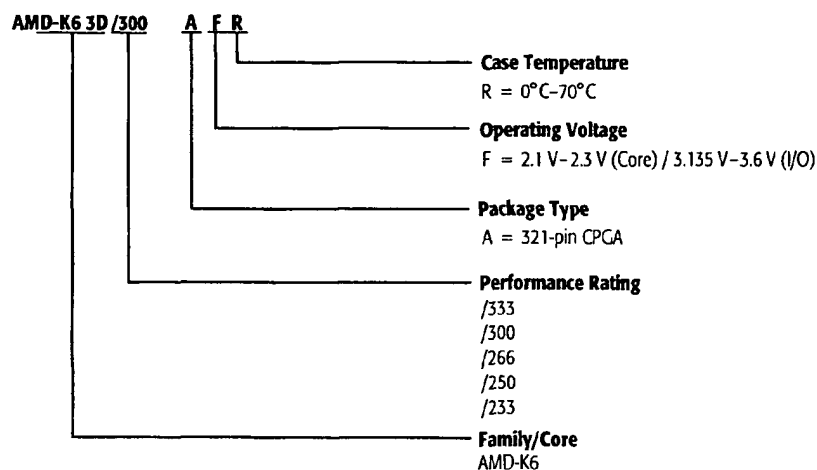 AMD-K6 3D /300 A F R
Case Temperature
R = 0°C–70°C
Operating Voltage
F = 2.1 V–2.3 V (Core) / 3.135 V–3.6 V (I/O)
Package Type
A = 321-pin CPGA
Performance Rating
/333
/300
/266
/250
/233
Family/Core
AMD-K6